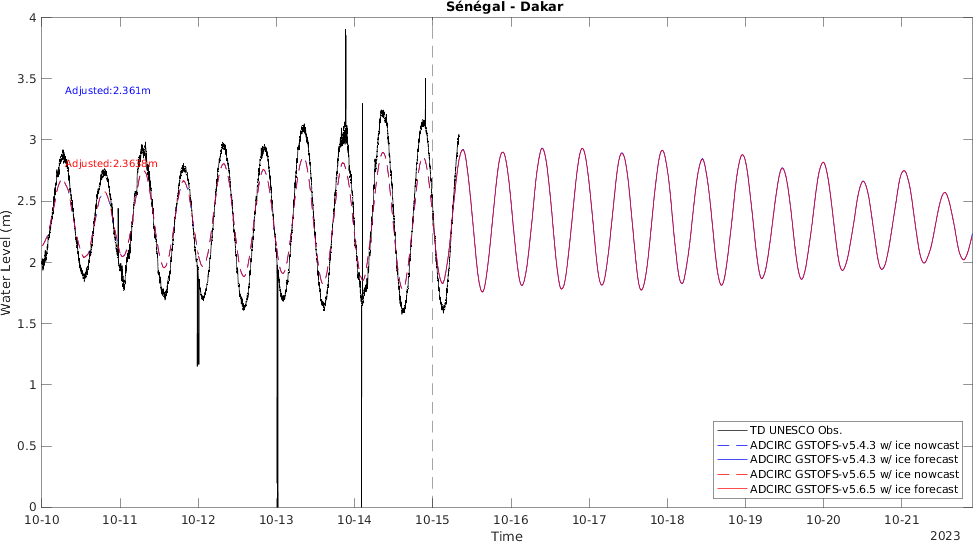 Sénégal - Dakar
4
3.5
3
2.5
2
1.5
1
0.5
0
Water Level (m)
Adjusted:2.361m
Adjusted:2.3638m
TD UNESCO Obs.
ADCIRC GSTOFS-v5.4.3 w/ ice nowcast
ADCIRC GSTOFS-v5.4.3 w/ ice forecast
ADCIRC GSTOFS-v5.6.5 w/ ice nowcast
ADCIRC GSTOFS-v5.6.5 w/ ice forecast
10-10 10-11 10-12 10-13 10-14 10-15 10-16 10-17 10-18 10-19 10-20 10-21
Time
2023